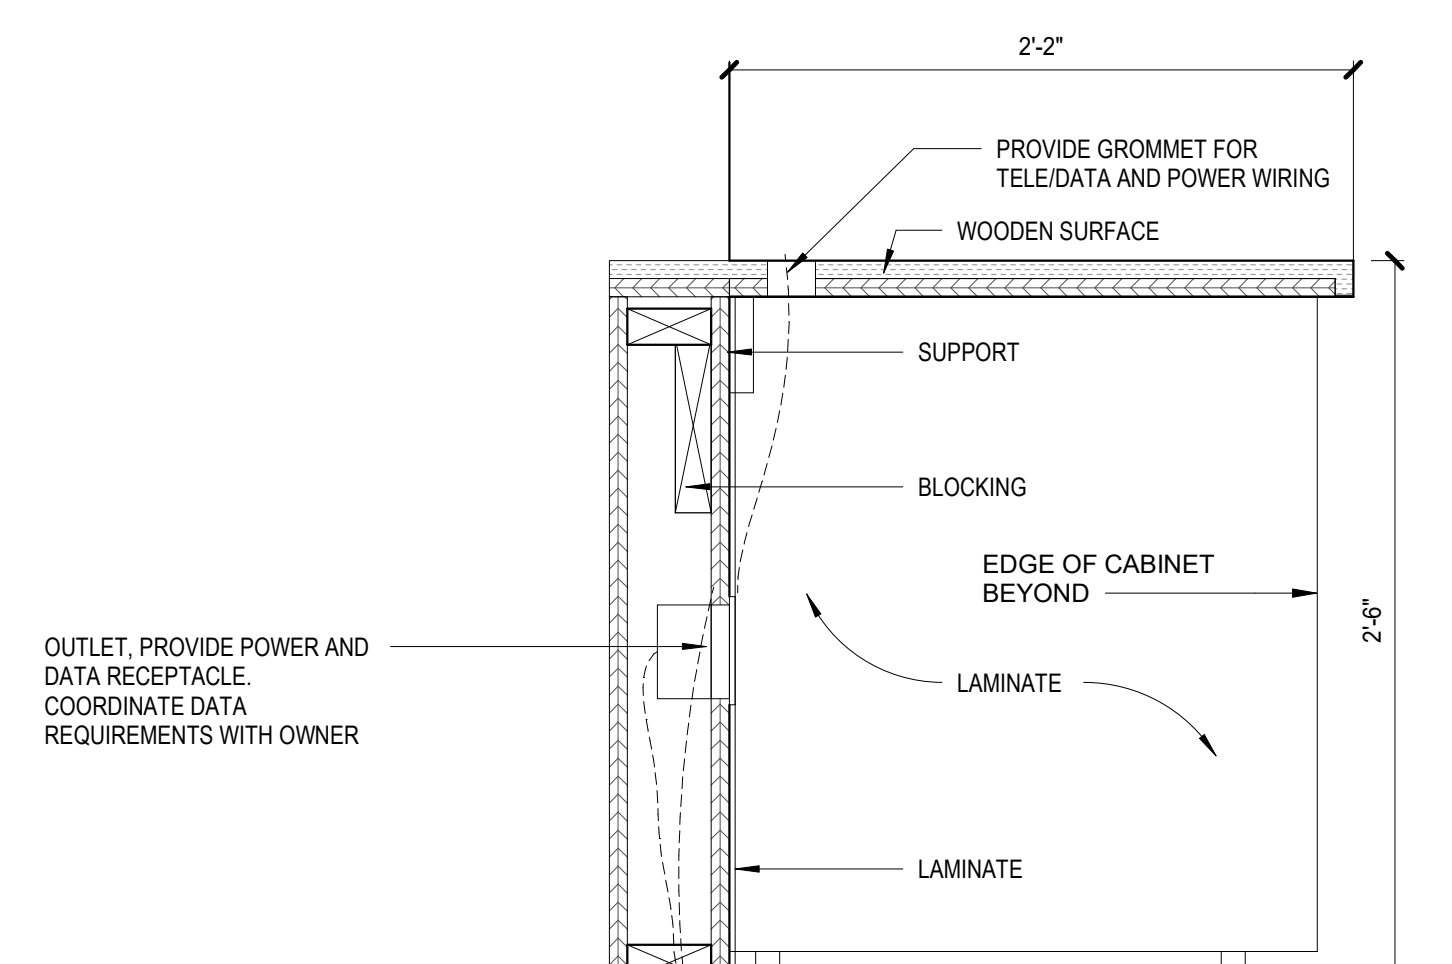 2'-2"
PROVIDE GROMMET FOR
TELE/DATA AND POWER WIRING
WOODEN SURFACE
SUPPORT
BLOCKING
EDGE OF CABINET
BEYOND
2'-6"
OUTLET, PROVIDE POWER AND
DATA RECEPTACLE.
COORDINATE DATA
REQUIREMENTS WITH OWNER
LAMINATE
LAMINATE